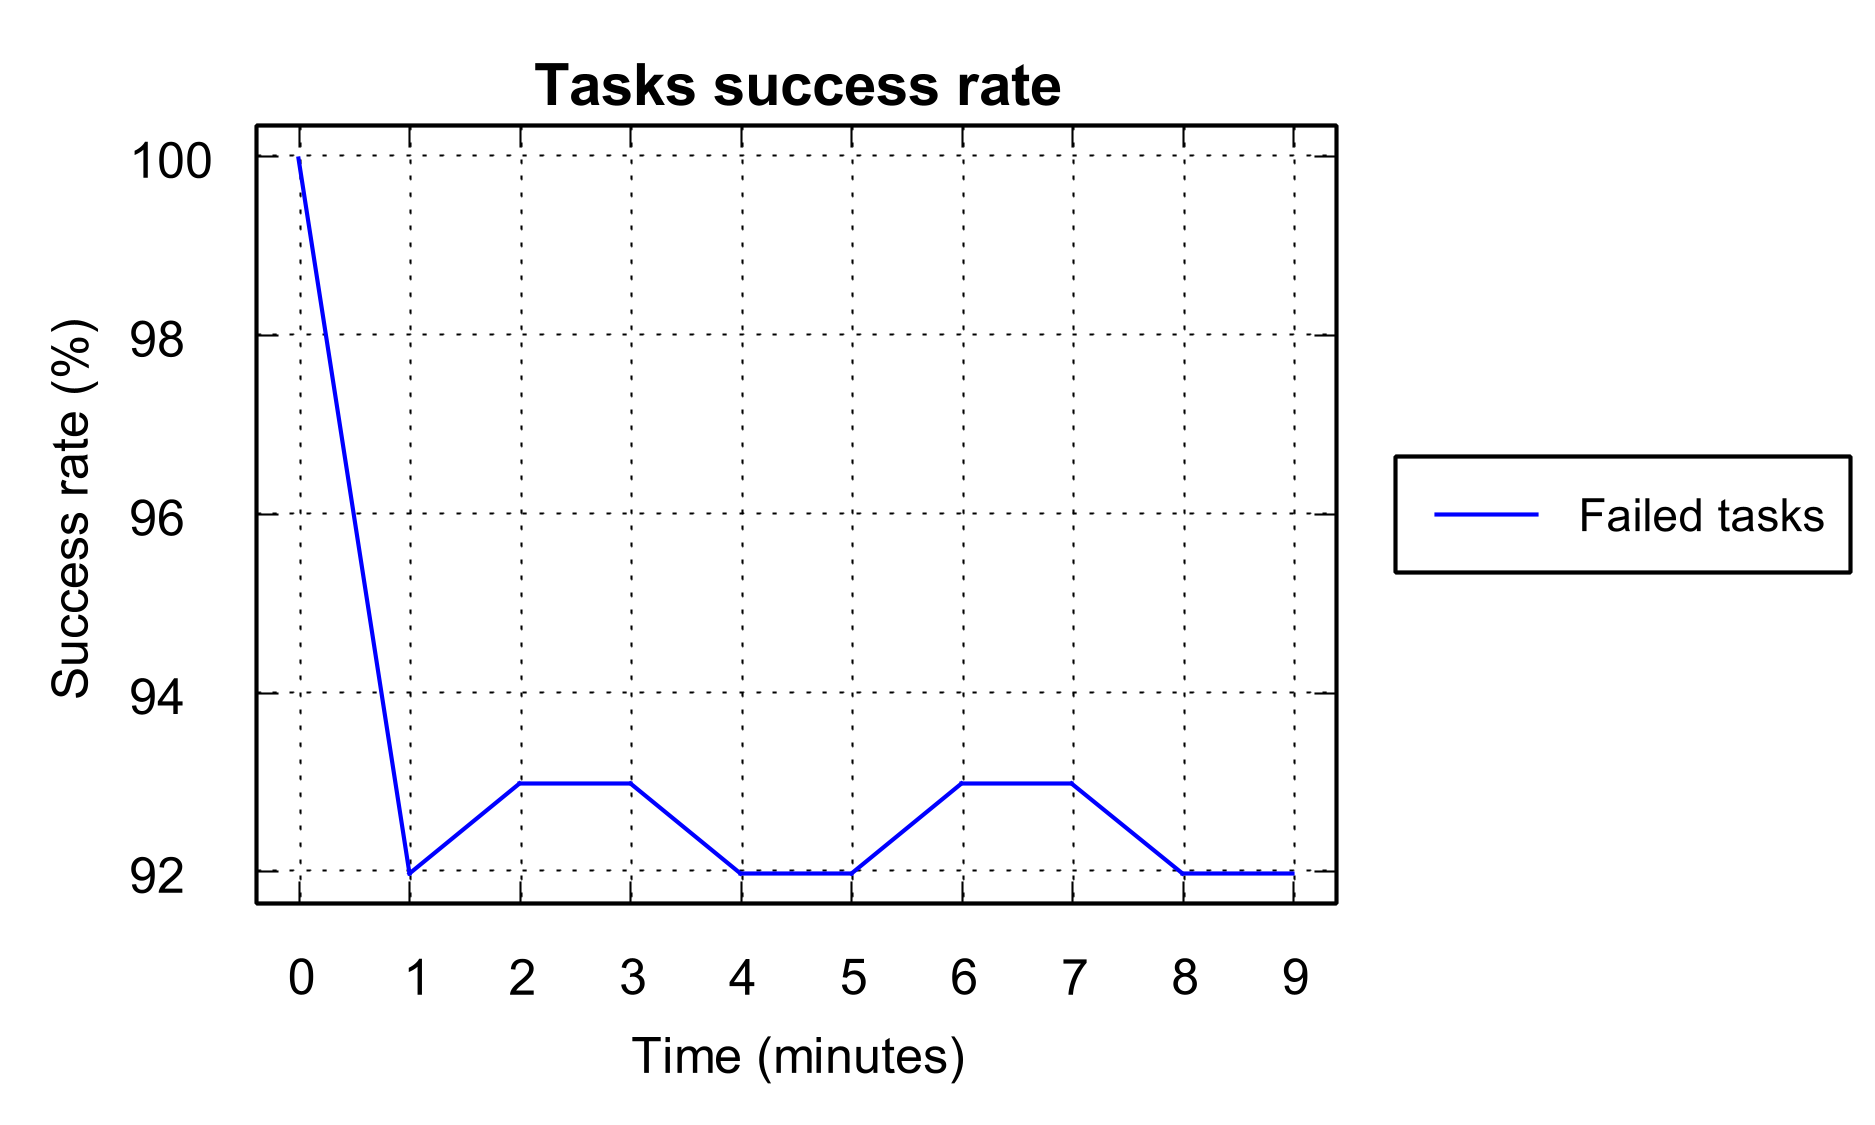 Tasks success rate
100
98
96
94
92
Success rate (%)
0 1 2 3 4 5 6 7 8 9
Time (minutes)
Failed tasks